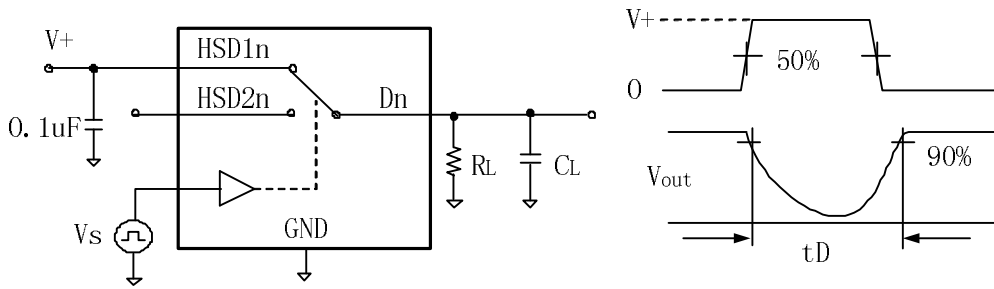 V+
HSD1n
HSD2n
Dn
0.1uF
RL
CL
Vs
GND
V+
50%
0
90%
Vout
tD